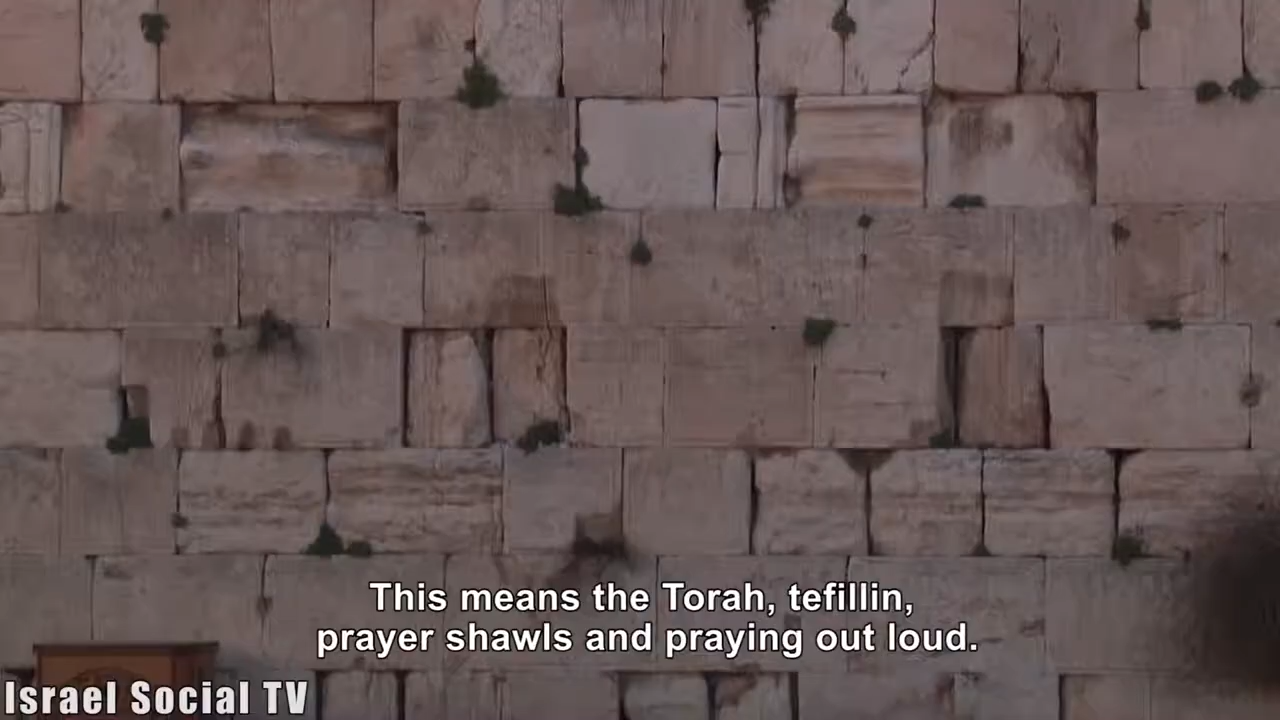 This means the Torah, tefillin,
prayer shawls and praying out loud.
Israel Social TV